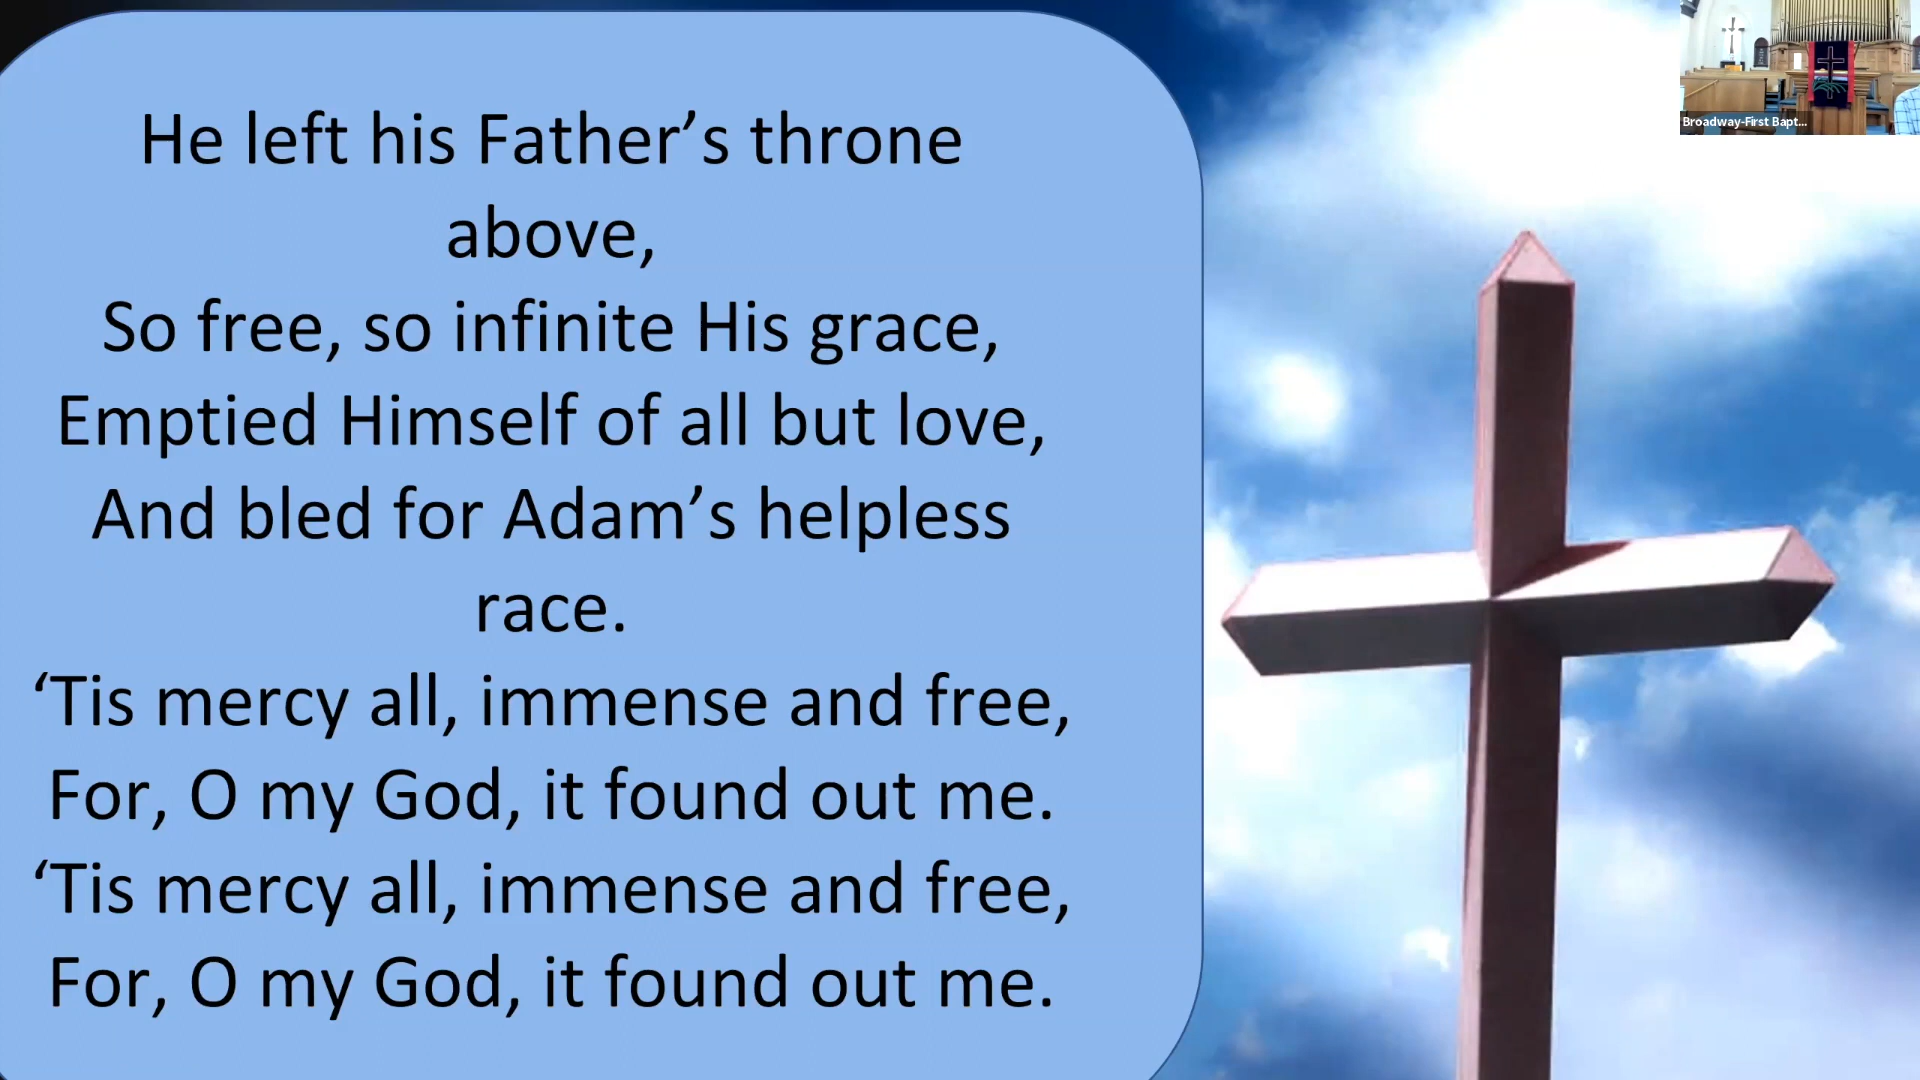 He left his Father’s throne
above,
So free, so infinite His grace,
Emptied Himself of all but love,
And bled for Adam’s helpless
race.
‘Tis mercy all, immense and free,
For, O my God, it found out me.
‘Tis mercy all, immense and free,
For, O my God, it found out me.
Broadway-First Bapt...